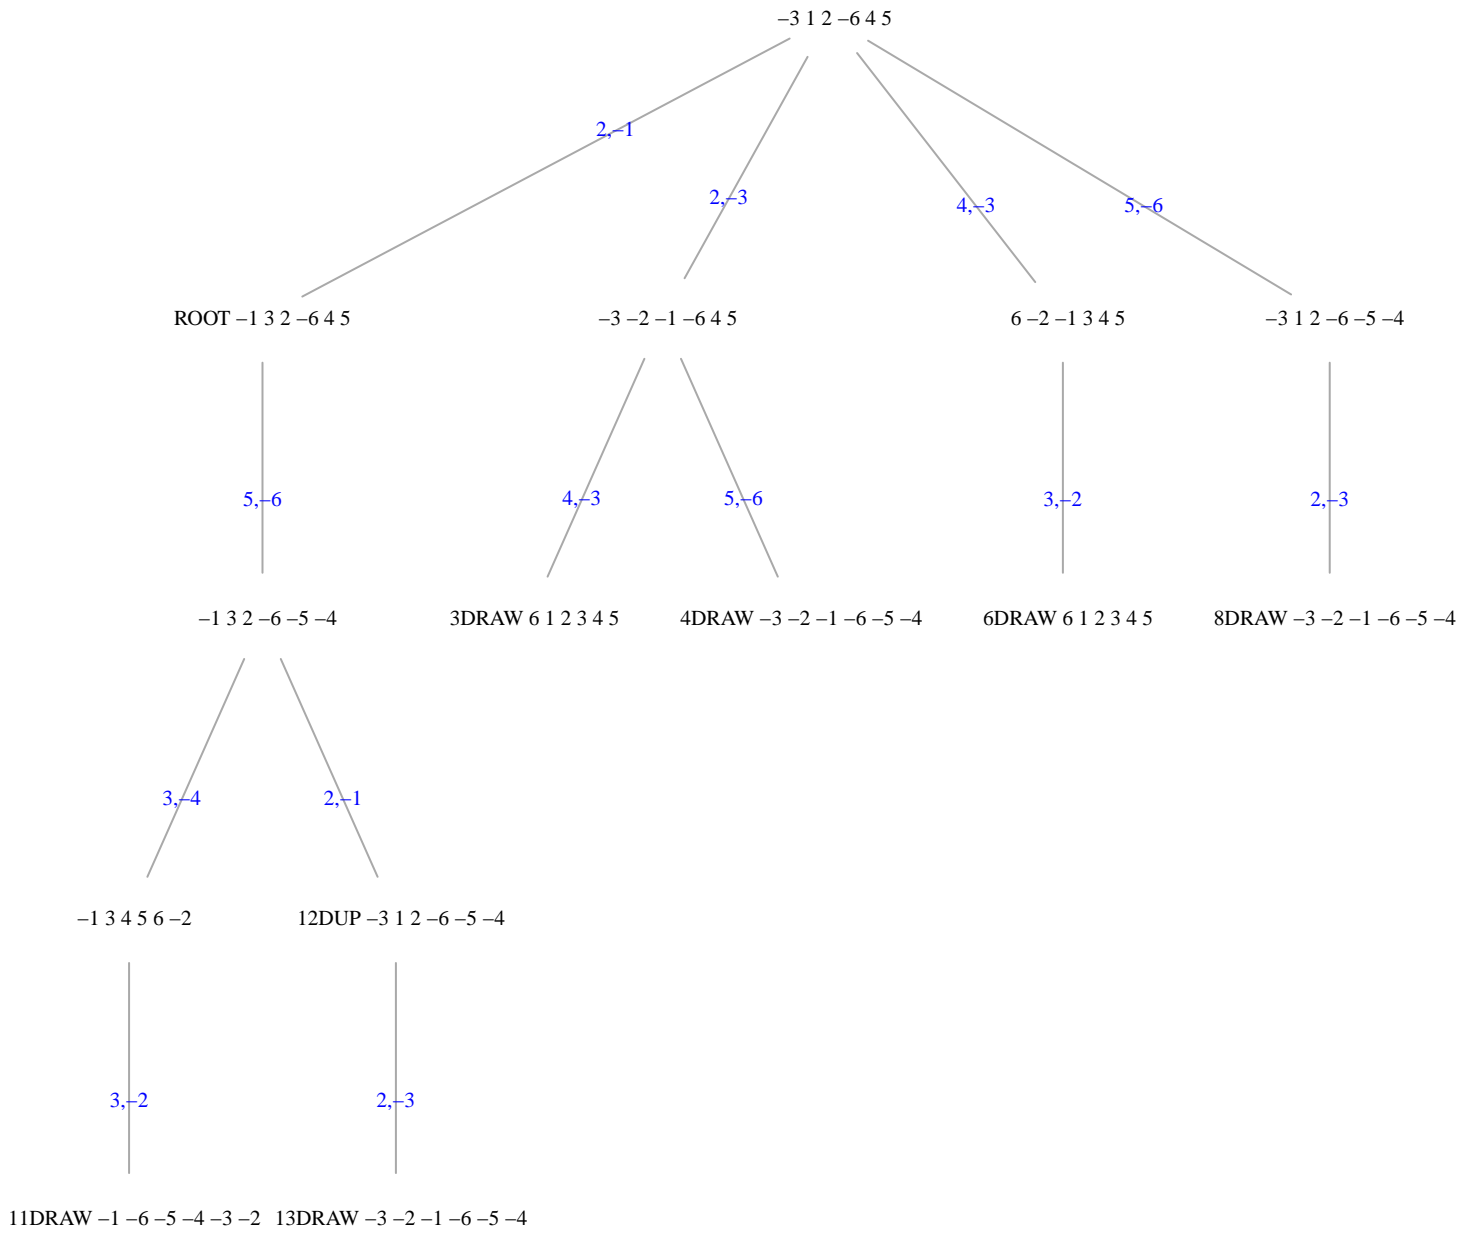 –3 1 2 –6 4 5
2,–1
2,–3
4,–3
5,–6
ROOT –1 3 2 –6 4 5
–3 –2 –1 –6 4 5
6 –2 –1 3 4 5
–3 1 2 –6 –5 –4
5,–6
4,–3
5,–6
3,–2
2,–3
–1 3 2 –6 –5 –4
3DRAW 6 1 2 3 4 5
4DRAW –3 –2 –1 –6 –5 –4
6DRAW 6 1 2 3 4 5
8DRAW –3 –2 –1 –6 –5 –4
3,–4
2,–1
–1 3 4 5 6 –2
12DUP –3 1 2 –6 –5 –4
3,–2
2,–3
11DRAW –1 –6 –5 –4 –3 –2
13DRAW –3 –2 –1 –6 –5 –4